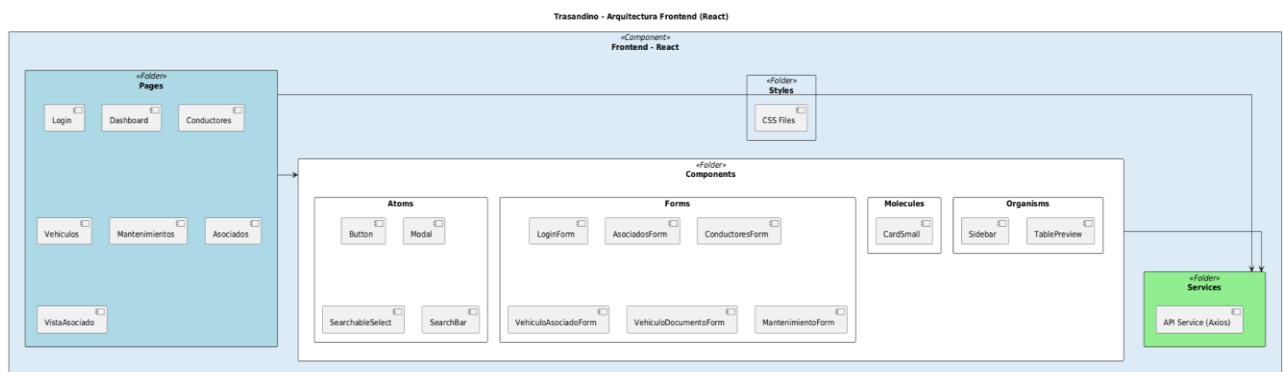 Trasandino - Arquitectura Frontend (React)
«Component»
Frontend - React
«Folder»
Pages
Login
Dashboard
Conductores
Vehiculos
Mantenimientos
Asociados
VistaAsociado
«Folder»
Styles
CSS Files
«Folder»
Components
Atoms
Button
Modal
SearchableSelect
SearchBar
Forms
LoginForm
AsociadosForm
ConductoresForm
VehiculoAsociadoForm
VehiculoDocumentoForm
MantenimientoForm
Molecules
CardSmall
Organisms
Sidebar
TablePreview
«Folder»
Services
API Service (Axios)